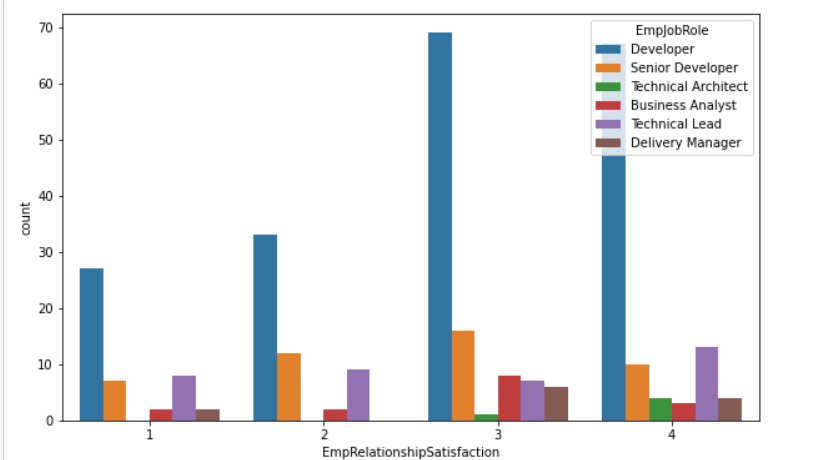 70
60
50
40
30
20
10
0
count
EmpJobRole
Developer
Senior Developer
Technical Architect
Business Analyst
Technical Lead
Delivery Manager
1 2 3 4
EmpRelationshipSatisfaction